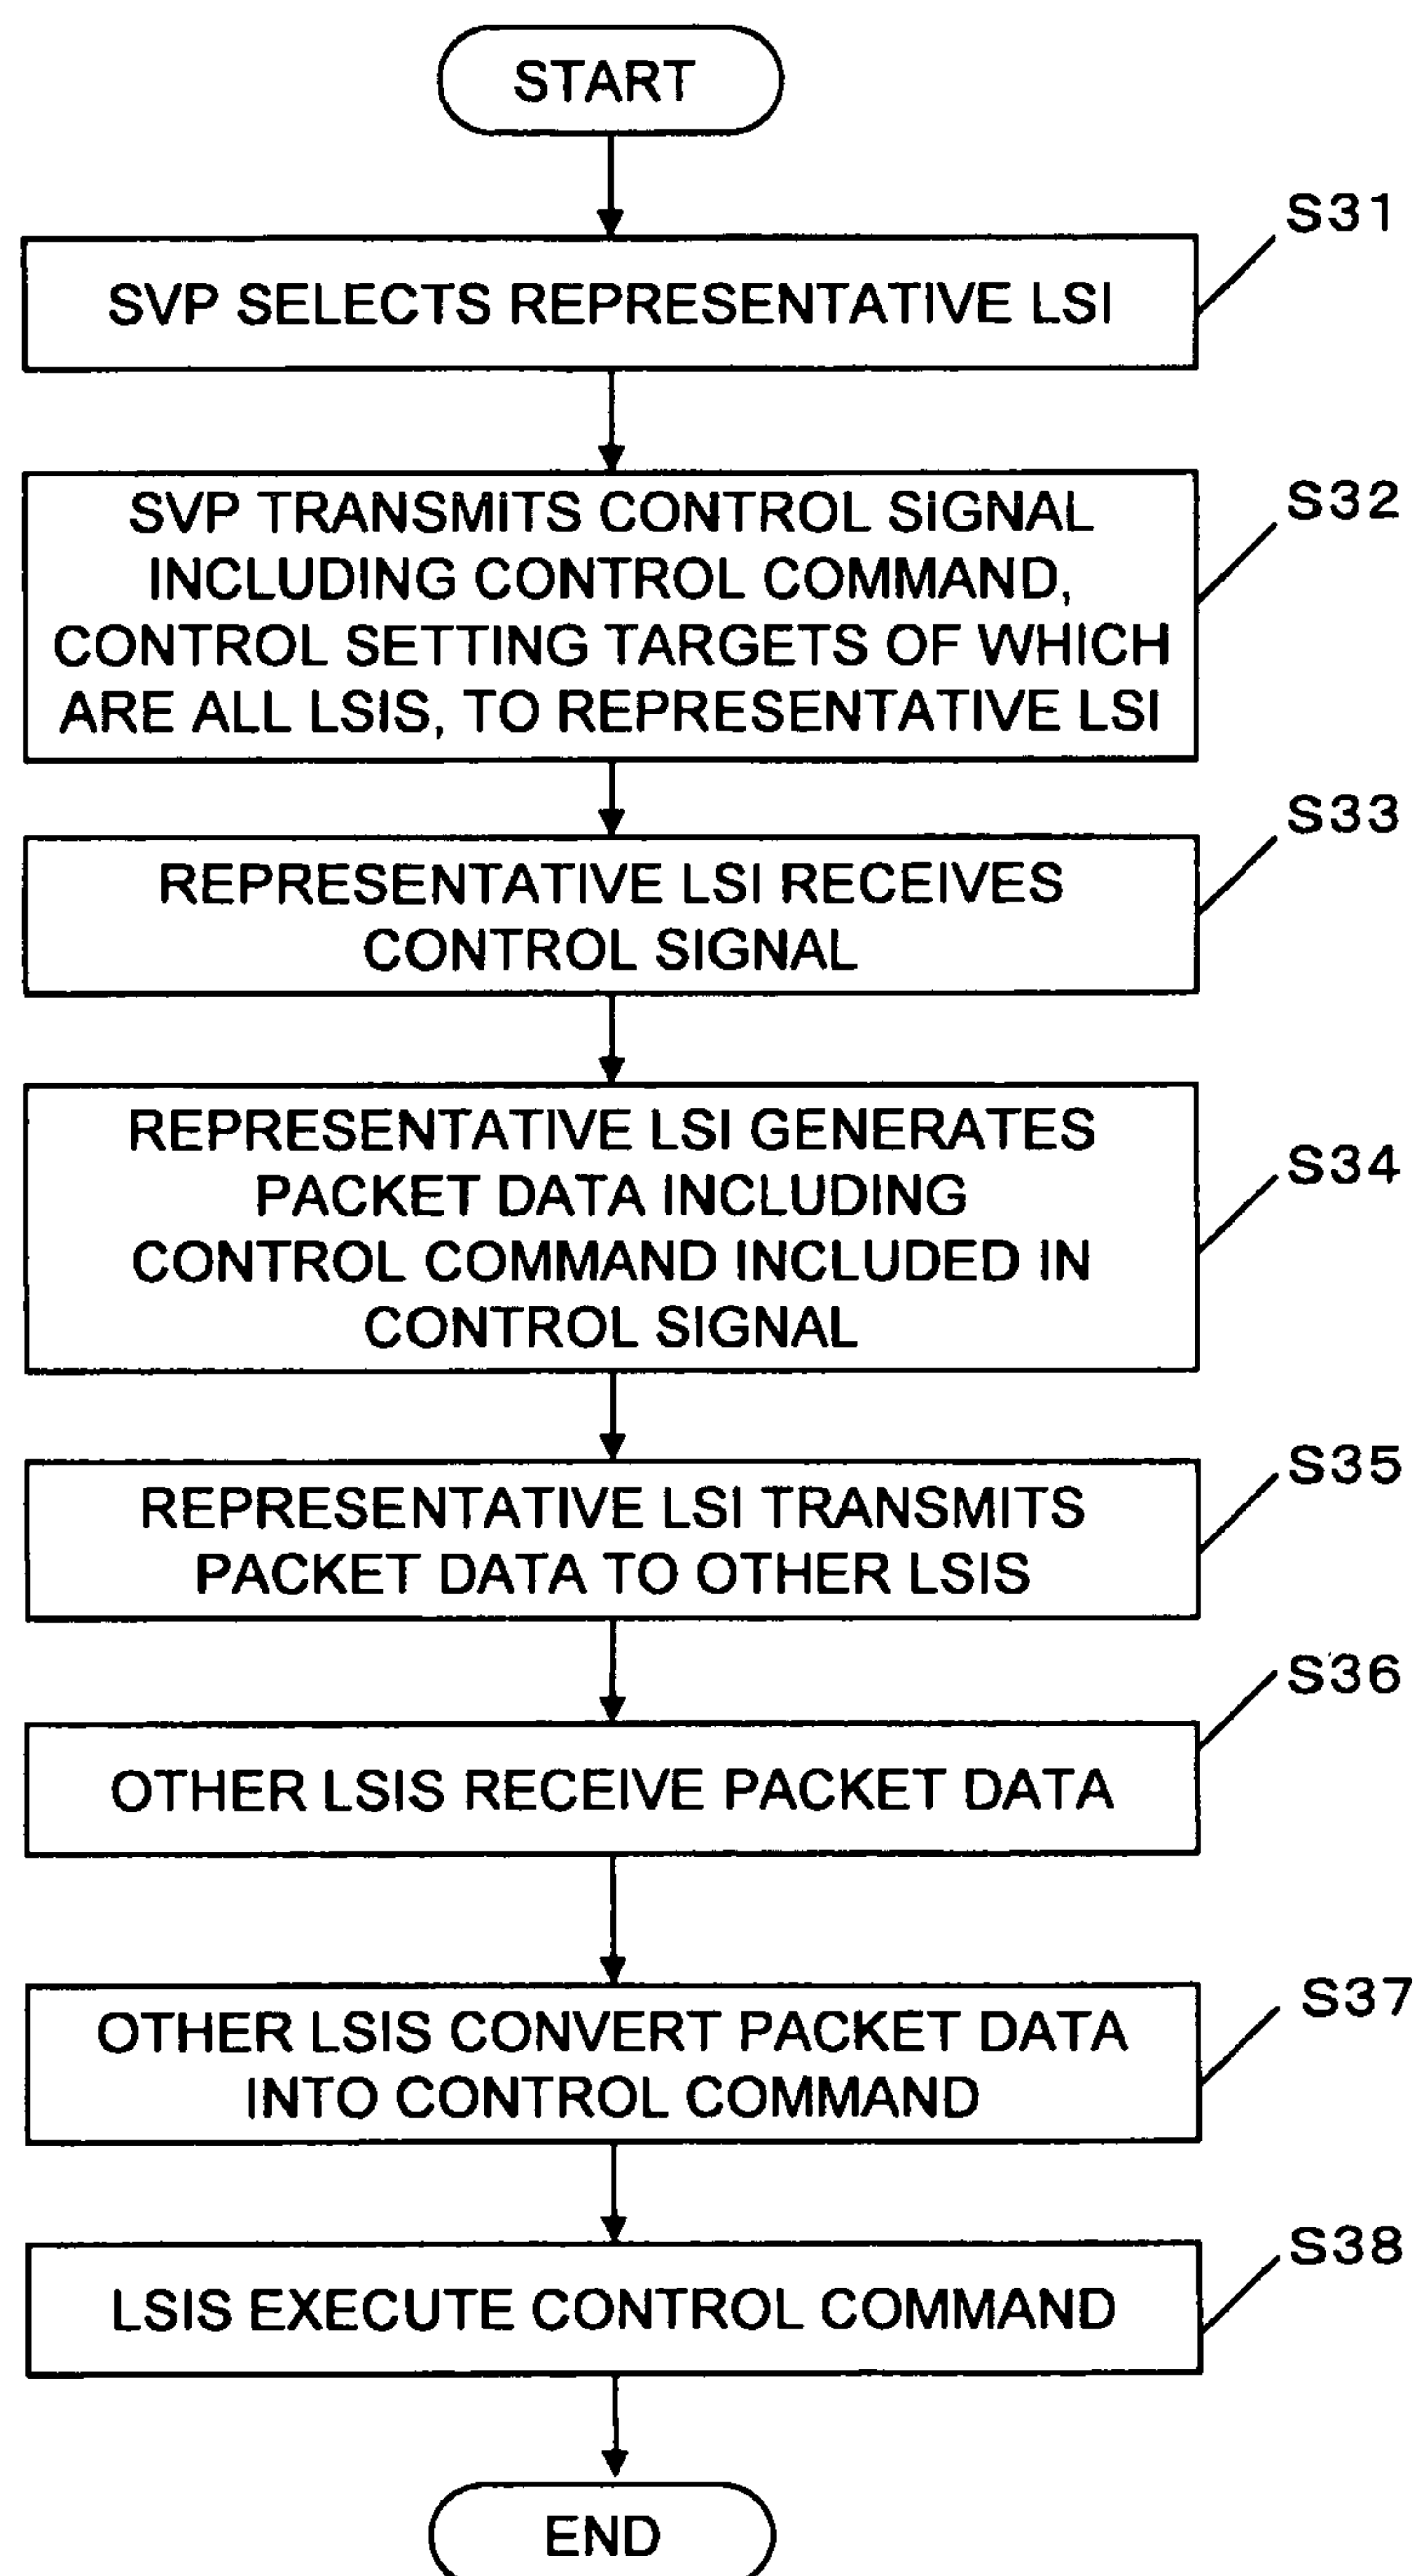 START
S31
SVP SELECTS REPRESENTATIVE LSI
S32
SVP TRANSMITS CONTROL SIGNAL
INCLUDING CONTROL COMMAND,
CONTROL SETTING TARGETS OF WHICH
ARE ALL LSIS, TO REPRESENTATIVE LSI
S33
REPRESENTATIVE LSI RECEIVES
CONTROL SIGNAL
S34
REPRESENTATIVE LSI GENERATES
PACKET DATA INCLUDING
CONTROL COMMAND INCLUDED IN
CONTROL SIGNAL
S35
REPRESENTATIVE LSI TRANSMITS
PACKET DATA TO OTHER LSIS
S36
OTHER LSIS RECEIVE PACKET DATA
S37
OTHER LSIS CONVERT PACKET DATA
INTO CONTROL COMMAND
S38
LSIS EXECUTE CONTROL COMMAND
END